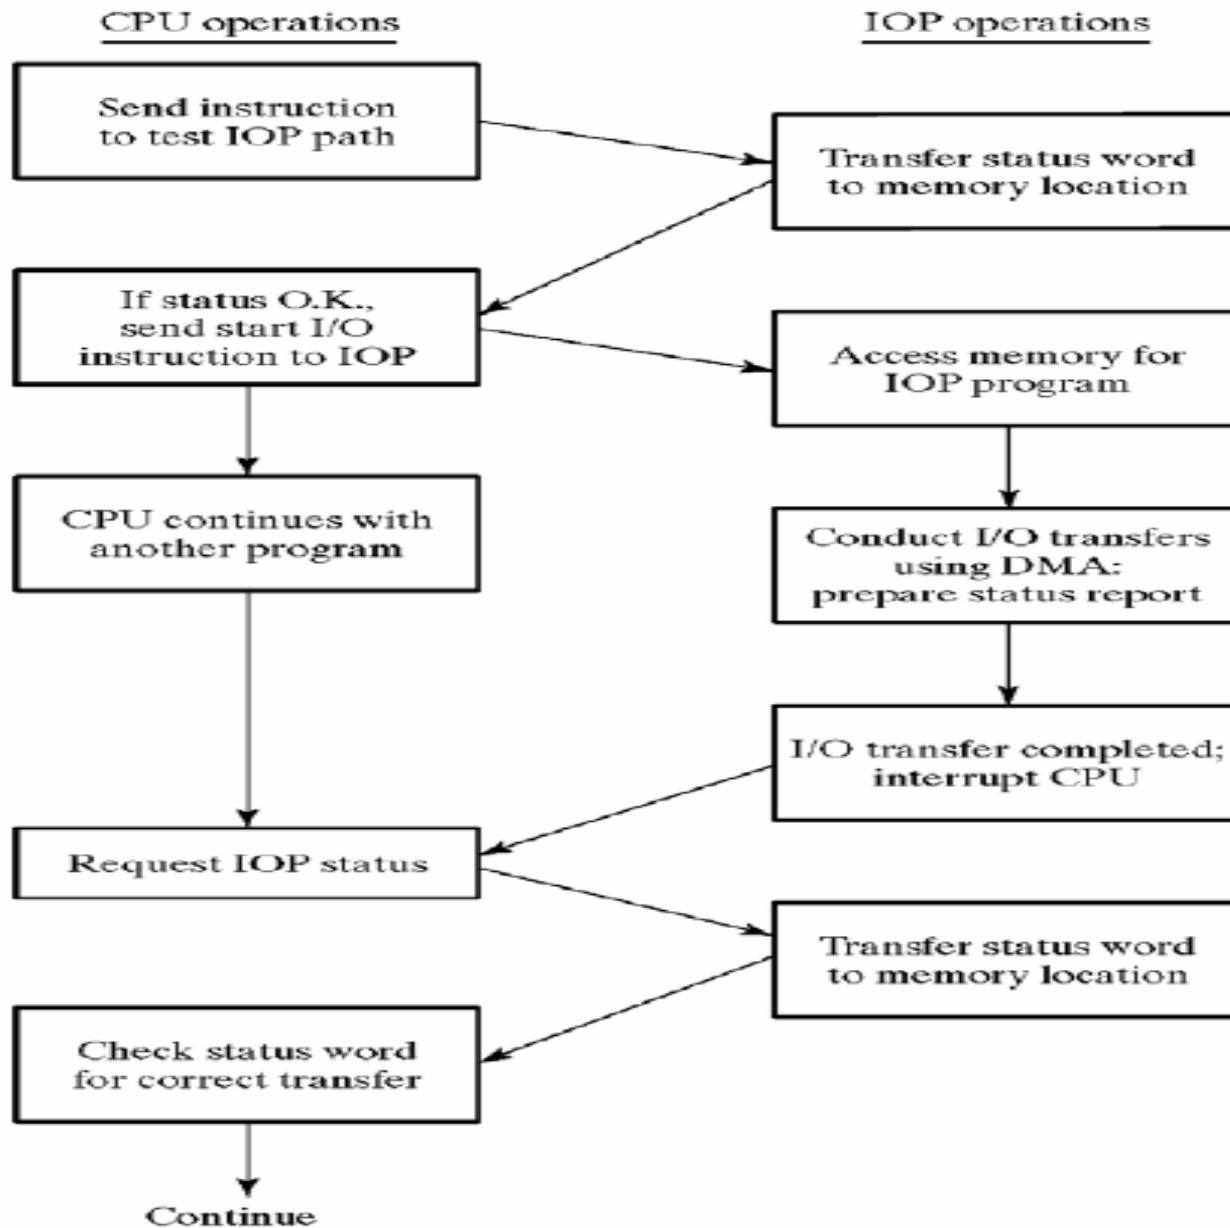 CPU operations
IOP operations
Send instruction
to test IOP path
Transfer status word
to memory location
If status O.K.,
send start I/O
instruction to IOP
Access memory for
IOP program
CPU continues with
another program
Conduct I/O transfers
using DMA:
prepare status report
I/O transfer completed;
interrupt CPU
Request IOP status
Transfer status word
to memory location
Check status word
for correct transfer
Continue